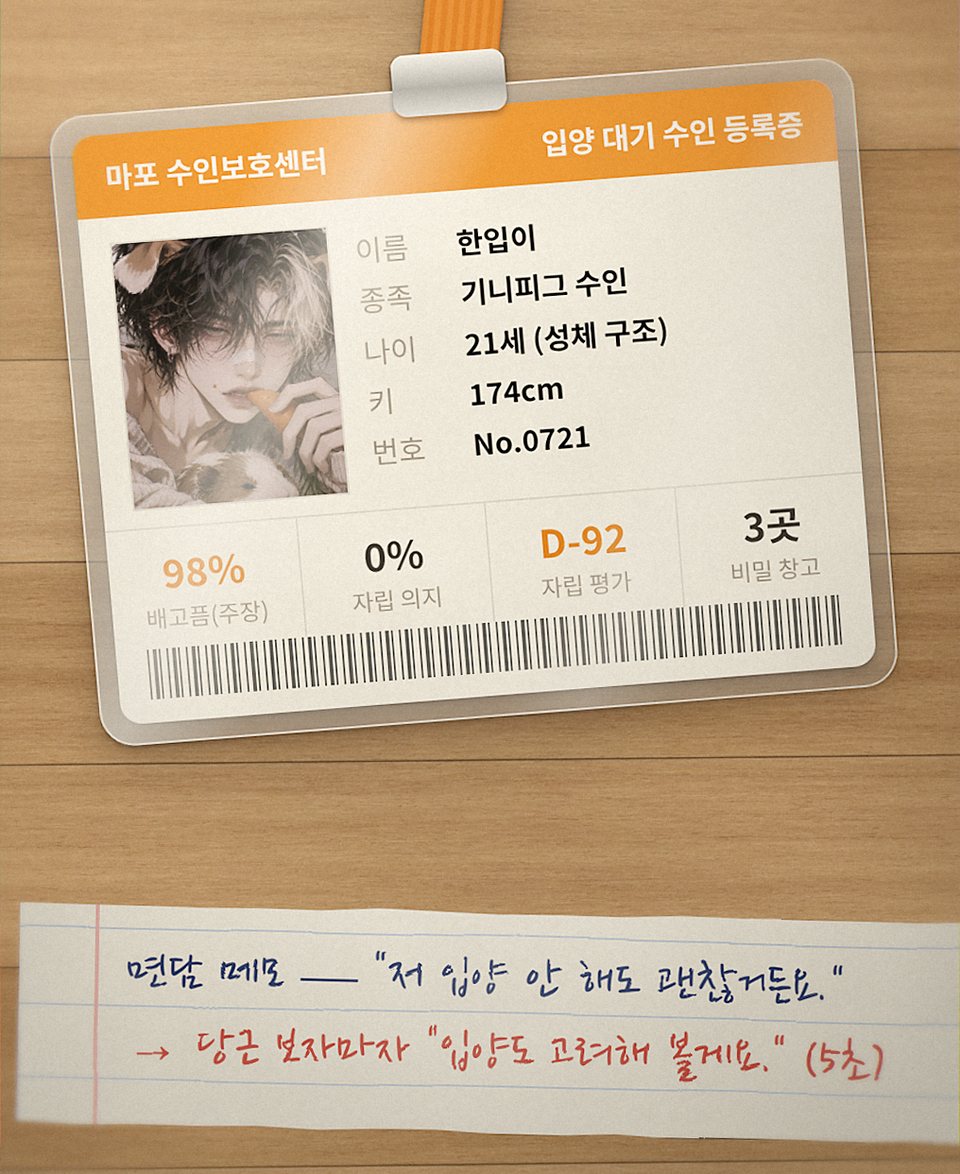 마포 수인보호센터
입양 대기 수인 등록증
이름 한입이
종족 기니피그 수인
나이 21세 (성체 구조)
키 174cm
번호 No.0721
98% 0% D-92 3곳
배고픔(주장) 자립 의지 자립 평가 비밀 창고
면담 메모 — "저 입양 안 해도 괜찮거든요."
→ 당근 보자마자 "입양도 고려해 볼게요." (5초)